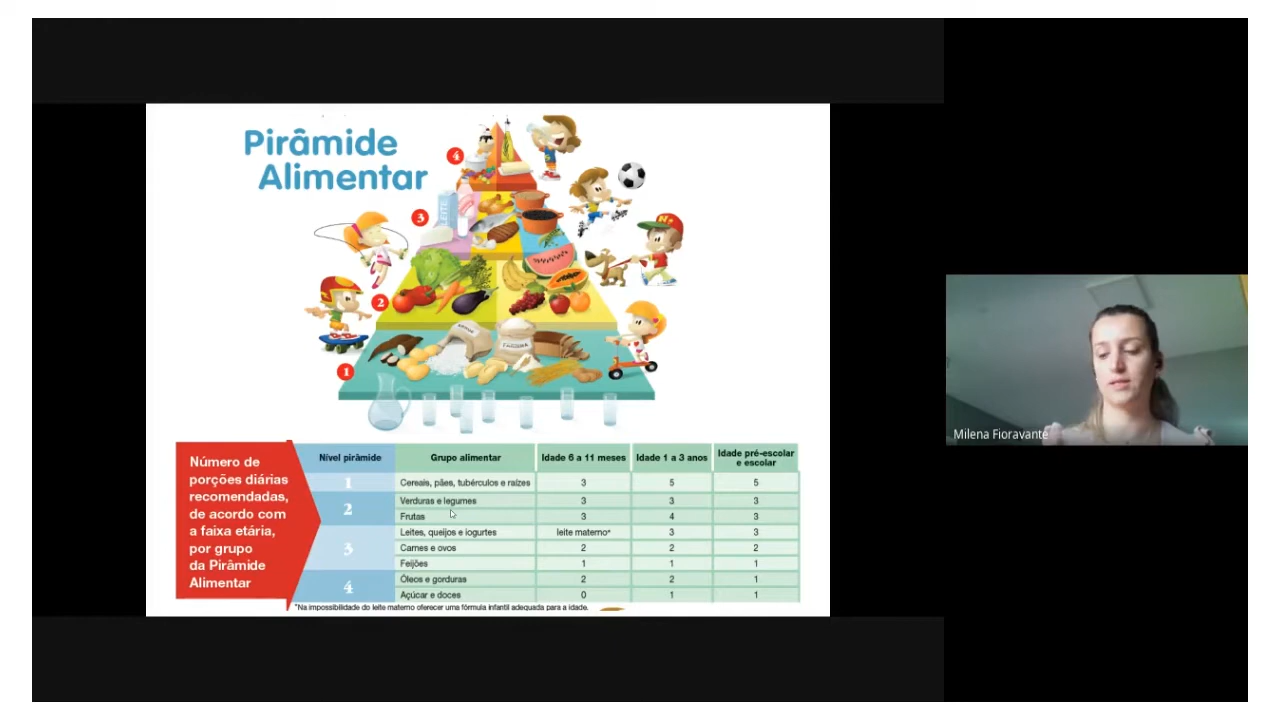 Pirâmide
Alimentar
4
3
LEITE
2
1
Número de
porções diárias
recomendadas,
de acordo com
a faixa etária,
por grupo
da Pirâmide
Alimentar
Nível pirâmide Grupo alimentar Idade 6 a 11 meses Idade 1 a 3 anos Idade pré-escolar e escolar
1 Cereais, pães, tubérculos e raízes 3 5 5
2 Verduras e legumes 3 3 3
Frutas 3 4 3
3 Leites, queijos e iogurtes leite materno* 3 3
Carnes e ovos 2 2 2
Feijões 1 1 1
4 Óleos e gorduras 2 2 1
Açúcar e doces 0 1 1
*Na impossibilidade do leite materno oferecer uma fórmula infantil adequada para a idade.
Milena Fioravante